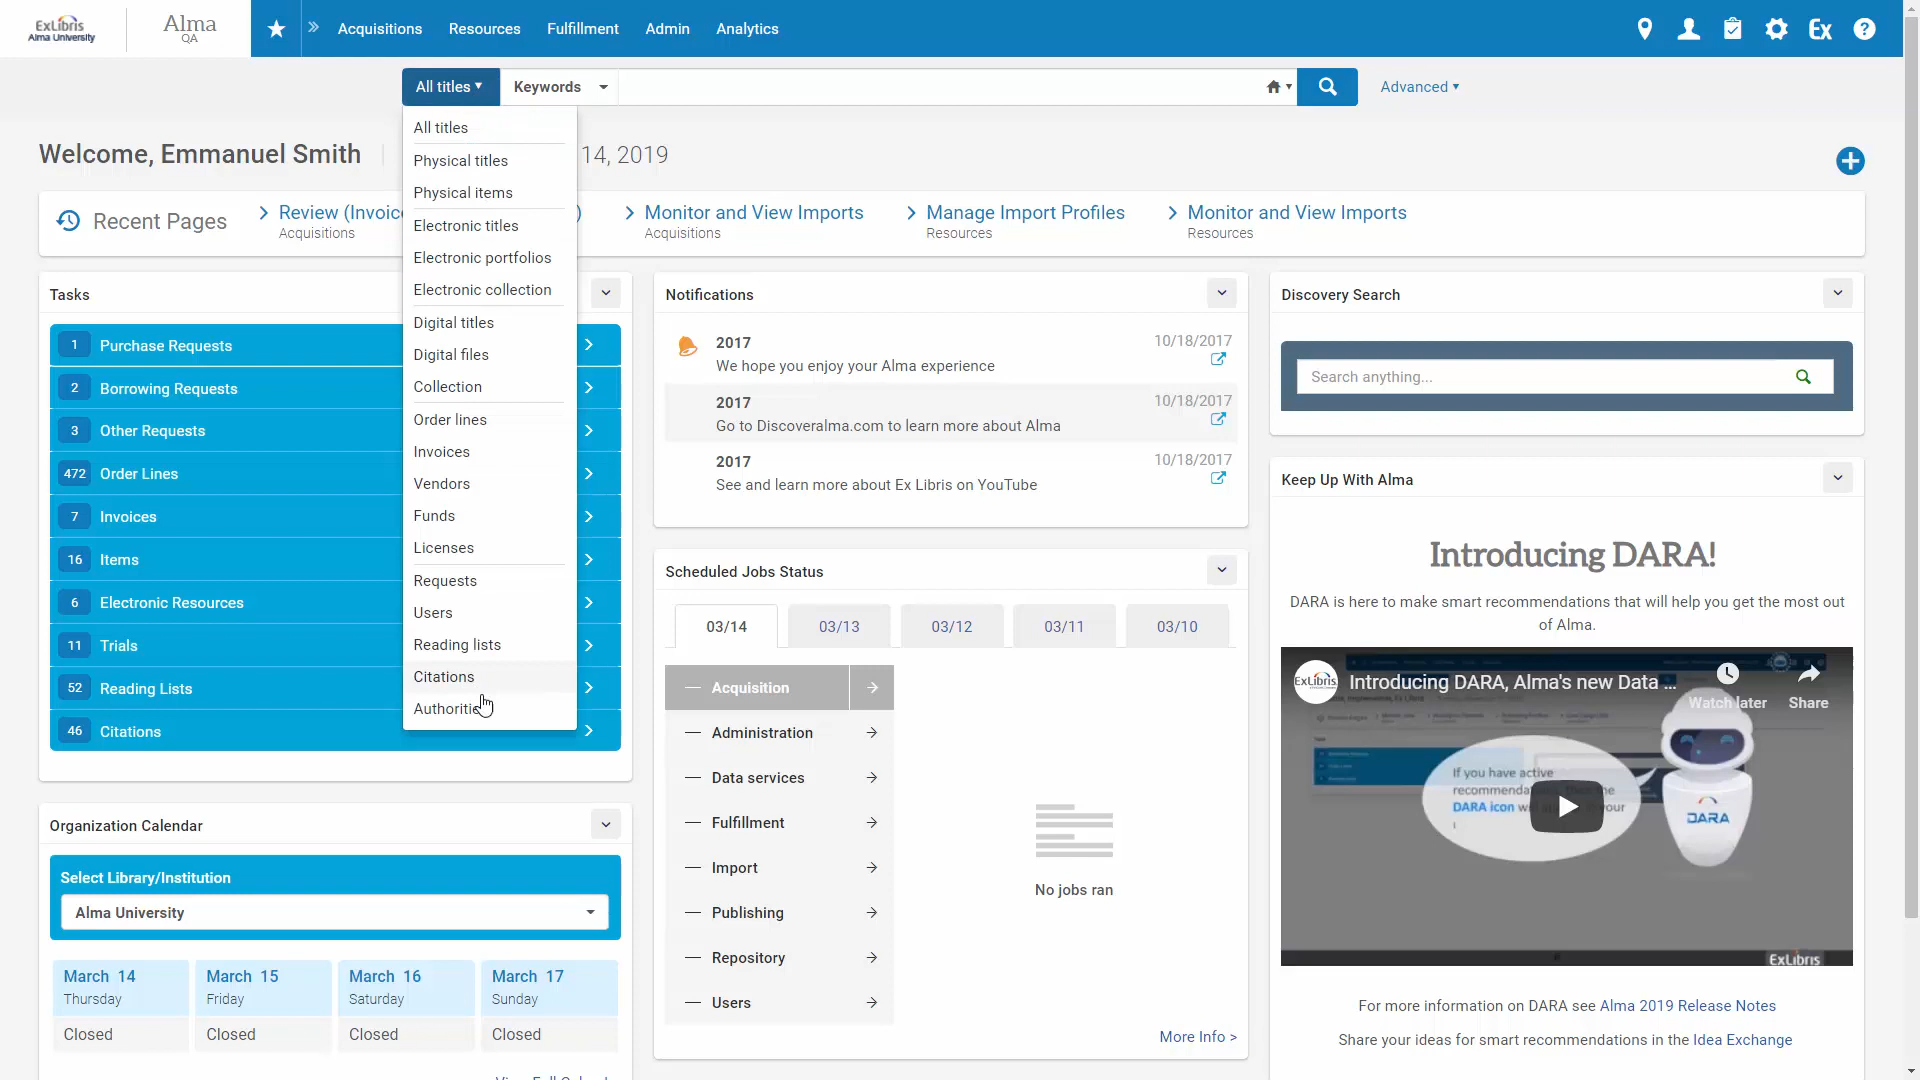 ExLibris
Alma University
Alma
QA
Acquisitions
Resources
Fulfillment
Admin
Analytics
Ex
?
All titles
Keywords
Advanced
All titles
Physical titles
Physical items
Electronic titles
Electronic portfolios
Electronic collection
Digital titles
Digital files
Collection
Order lines
Invoices
Vendors
Funds
Licenses
Requests
Users
Reading lists
Citations
Authoritie
Welcome, Emmanuel Smith
14, 2019
Recent Pages
Review (Invoic )
Acquisitions
Monitor and View Imports
Acquisitions
Manage Import Profiles
Resources
Monitor and View Imports
Resources
Tasks
1 Purchase Requests
2 Borrowing Requests
3 Other Requests
472 Order Lines
7 Invoices
16 Items
6 Electronic Resources
11 Trials
52 Reading Lists
46 Citations
Organization Calendar
Select Library/Institution
Alma University
March 14
Thursday
Closed
March 15
Friday
Closed
March 16
Saturday
Closed
March 17
Sunday
Closed
Notifications
2017 10/18/2017
We hope you enjoy your Alma experience
2017 10/18/2017
Go to Discoveralma.com to learn more about Alma
2017 10/18/2017
See and learn more about Ex Libris on YouTube
Scheduled Jobs Status
03/14 03/13 03/12 03/11 03/10
Acquisition
Administration
Data services
Fulfillment
Import
Publishing
Repository
Users
No jobs ran
More Info >
Discovery Search
Search anything...
Keep Up With Alma
Introducing DARA!
DARA is here to make smart recommendations that will help you get the most out
of Alma.
ExLibris
Introducing DARA, Alma's new Data ...
Watch later
Share
If you have active
recommendat
DARA icon will your
DARA
ExLibris
For more information on DARA see Alma 2019 Release Notes
Share your ideas for smart recommendations in the Idea Exchange